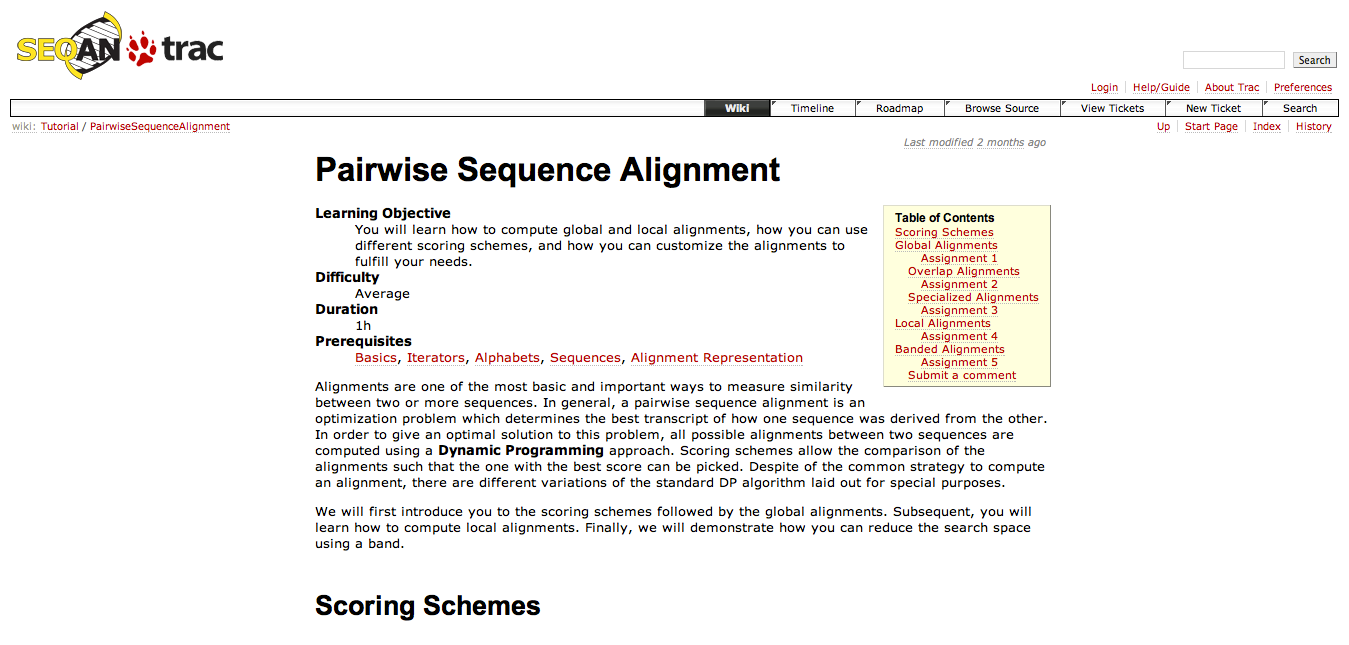 SEQAN trac
Search
Login Help/Guide About Trac Preferences
Wiki Timeline Roadmap Browse Source View Tickets New Ticket Search
wiki: Tutorial / PairwiseSequenceAlignment
Up Start Page Index History
Last modified 2 months ago
Pairwise Sequence Alignment
Learning Objective
You will learn how to compute global and local alignments, how you can use
different scoring schemes, and how you can customize the alignments to
fulfill your needs.
Difficulty
Average
Duration
1h
Prerequisites
Basics, Iterators, Alphabets, Sequences, Alignment Representation
Table of Contents
Scoring Schemes
Global Alignments
Assignment 1
Overlap Alignments
Assignment 2
Specialized Alignments
Assignment 3
Local Alignments
Assignment 4
Banded Alignments
Assignment 5
Submit a comment
Alignments are one of the most basic and important ways to measure similarity
between two or more sequences. In general, a pairwise sequence alignment is an
optimization problem which determines the best transcript of how one sequence was derived from the other.
In order to give an optimal solution to this problem, all possible alignments between two sequences are
computed using a Dynamic Programming approach. Scoring schemes allow the comparison of the
alignments such that the one with the best score can be picked. Despite of the common strategy to compute
an alignment, there are different variations of the standard DP algorithm laid out for special purposes.
We will first introduce you to the scoring schemes followed by the global alignments. Subsequent, you will
learn how to compute local alignments. Finally, we will demonstrate how you can reduce the search space
using a band.
Scoring Schemes